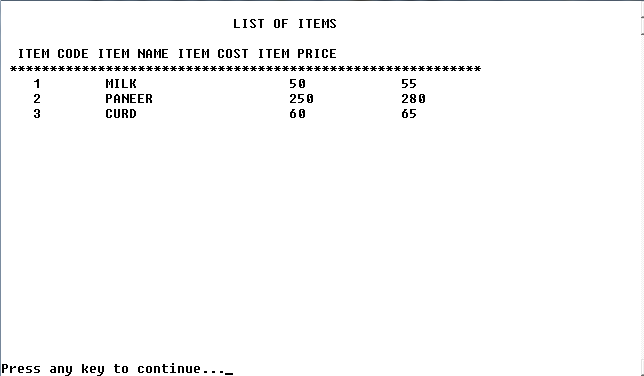 LIST OF ITEMS
ITEM CODE ITEM NAME ITEM COST ITEM PRICE
***********************************************************
1 MILK 50 55
2 PANEER 250 280
3 CURD 60 65
Press any key to continue..._